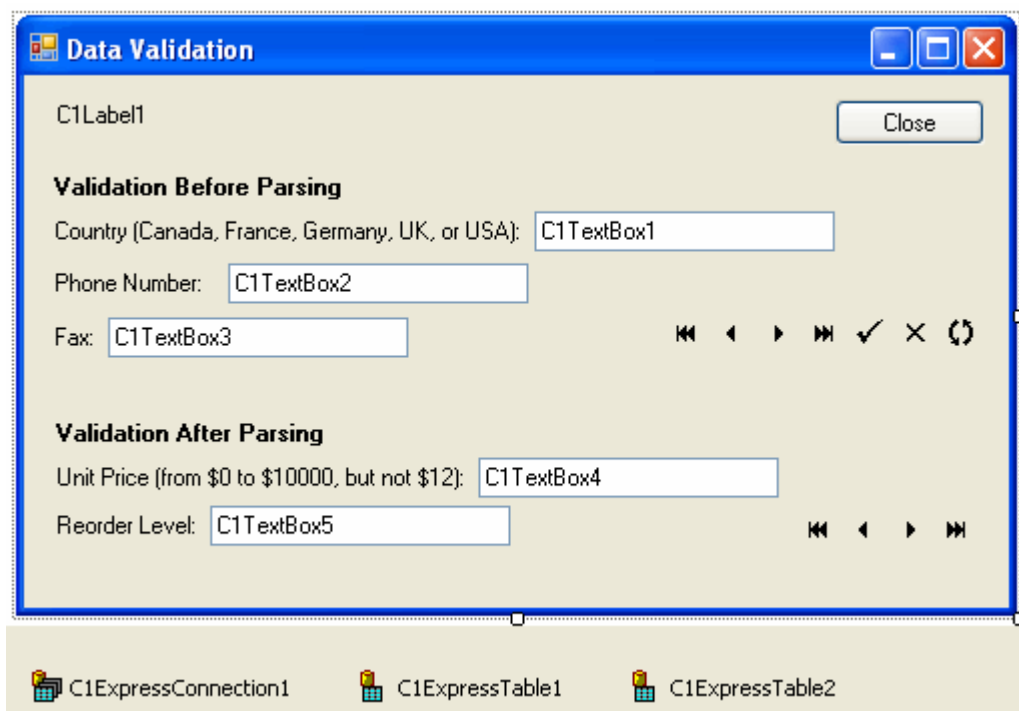 Data Validation
C1Label1
Close
Validation Before Parsing
Country (Canada, France, Germany, UK, or USA): C1TextBox1
Phone Number: C1TextBox2
Fax: C1TextBox3
Validation After Parsing
Unit Price (from $0 to $10000, but not $12): C1TextBox4
Reorder Level: C1TextBox5
C1ExpressConnection1 C1ExpressTable1 C1ExpressTable2